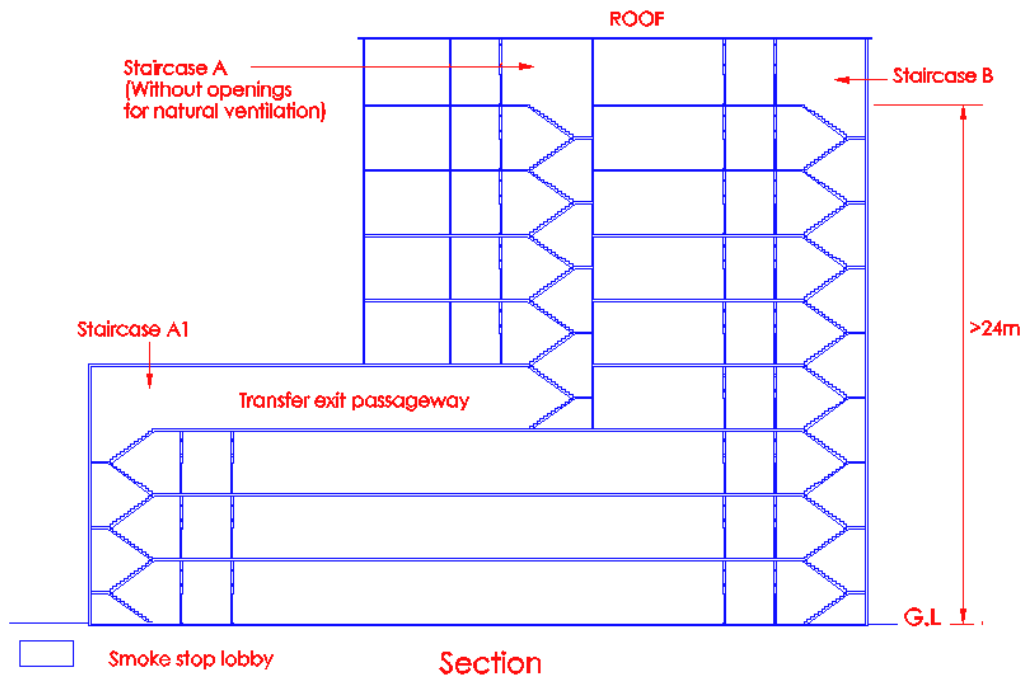 ROOF
Staircase A
(Without openings
for natural ventilation)
Staircase B
Staircase A1
>24m
Transfer exit passageway
G.L
Smoke stop lobby
Section